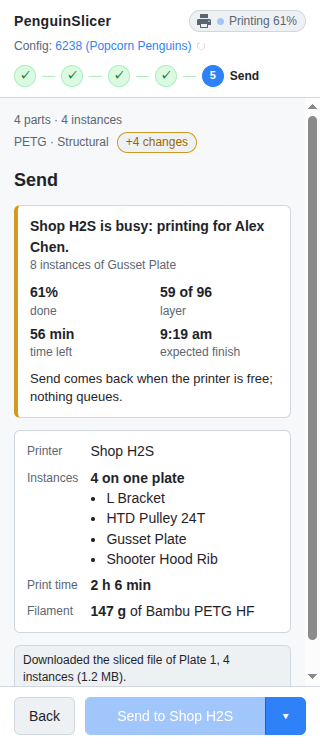 PenguinSlicer
Printing 61%
Config: 6238 (Popcorn Penguins)
5 Send
4 parts · 4 instances
PETG · Structural +4 changes
Send
Shop H2S is busy: printing for Alex
Chen.
8 instances of Gusset Plate
61% 59 of 96
done layer
56 min 9:19 am
time left expected finish
Send comes back when the printer is free;
nothing queues.
Printer Shop H2S
Instances 4 on one plate
• L Bracket
• HTD Pulley 24T
• Gusset Plate
• Shooter Hood Rib
Print time 2 h 6 min
Filament 147 g of Bambu PETG HF
Downloaded the sliced file of Plate 1, 4
instances (1.2 MB).
Back Send to Shop H2S